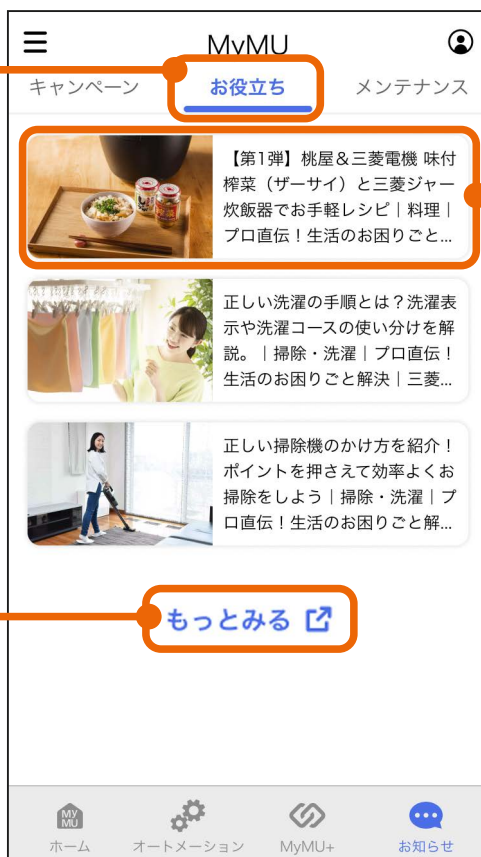 MyMU
キャンペーン
お役立ち
メンテナンス
【第1弾】桃屋＆三菱電機 味付
榨菜（ザーサイ）と三菱ジャー
炊飯器でお手軽レシピ｜料理｜
プロ直伝！生活のお困りごと...
正しい洗濯の手順とは？洗濯表
示や洗濯コースの使い分けを解
説。｜掃除・洗濯｜プロ直伝！
生活のお困りごと解決｜三菱...
正しい掃除機のかけ方を紹介！
ポイントを押さえて効率よくお
掃除をしよう｜掃除・洗濯｜プ
ロ直伝！生活のお困りごと解...
もっとみる
MY
MU
ホーム
オートメーション
MyMU+
お知らせ